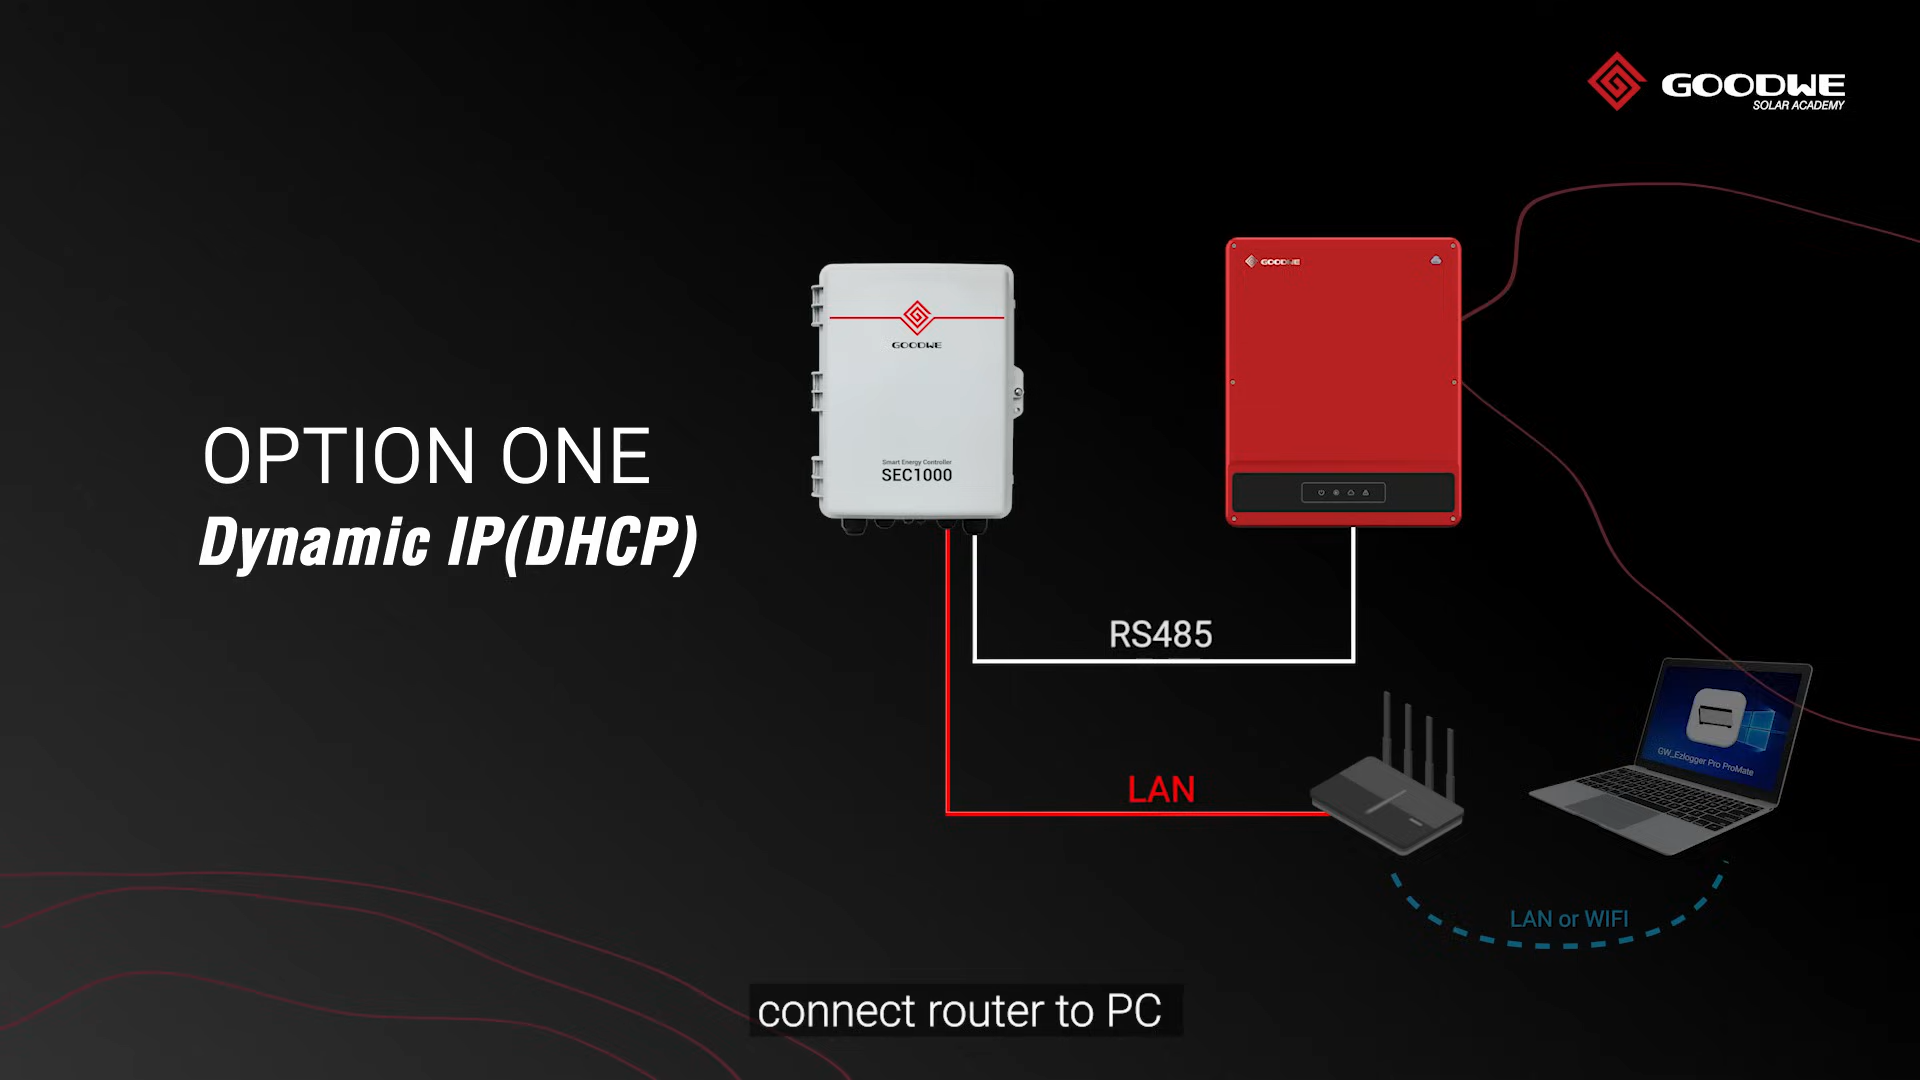 GOODWE
SOLAR ACADEMY
GOODWE
GOODWE
OPTION ONE
Dynamic IP(DHCP)
Smart Energy Controller
SEC1000
RS485
LAN
GW_Ezlogger Pro ProMate
LAN or WIFI
connect router to PC